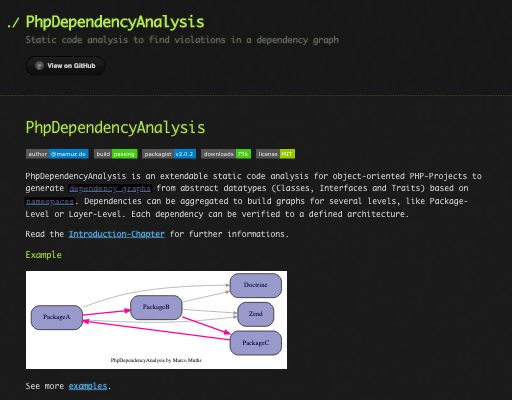 ./ PhpDependencyAnalysis
Static code analysis to find violations in a dependency graph
View on GitHub
PhpDependencyAnalysis
author @mamuz de build passing packagist v2.0.2 downloads 75k license MIT
PhpDependencyAnalysis is an extendable static code analysis for object-oriented PHP-Projects to
generate dependency graphs from abstract datatypes (Classes, Interfaces and Traits) based on
namespaces. Dependencies can be aggregated to build graphs for several levels, like Package-
Level or Layer-Level. Each dependency can be verified to a defined architecture.
Read the Introduction-Chapter for further informations.
Example
Doctrine
PackageB
PackageA
Zend
PackageC
PhpDependencyAnalysis by Marco Muths
See more examples.